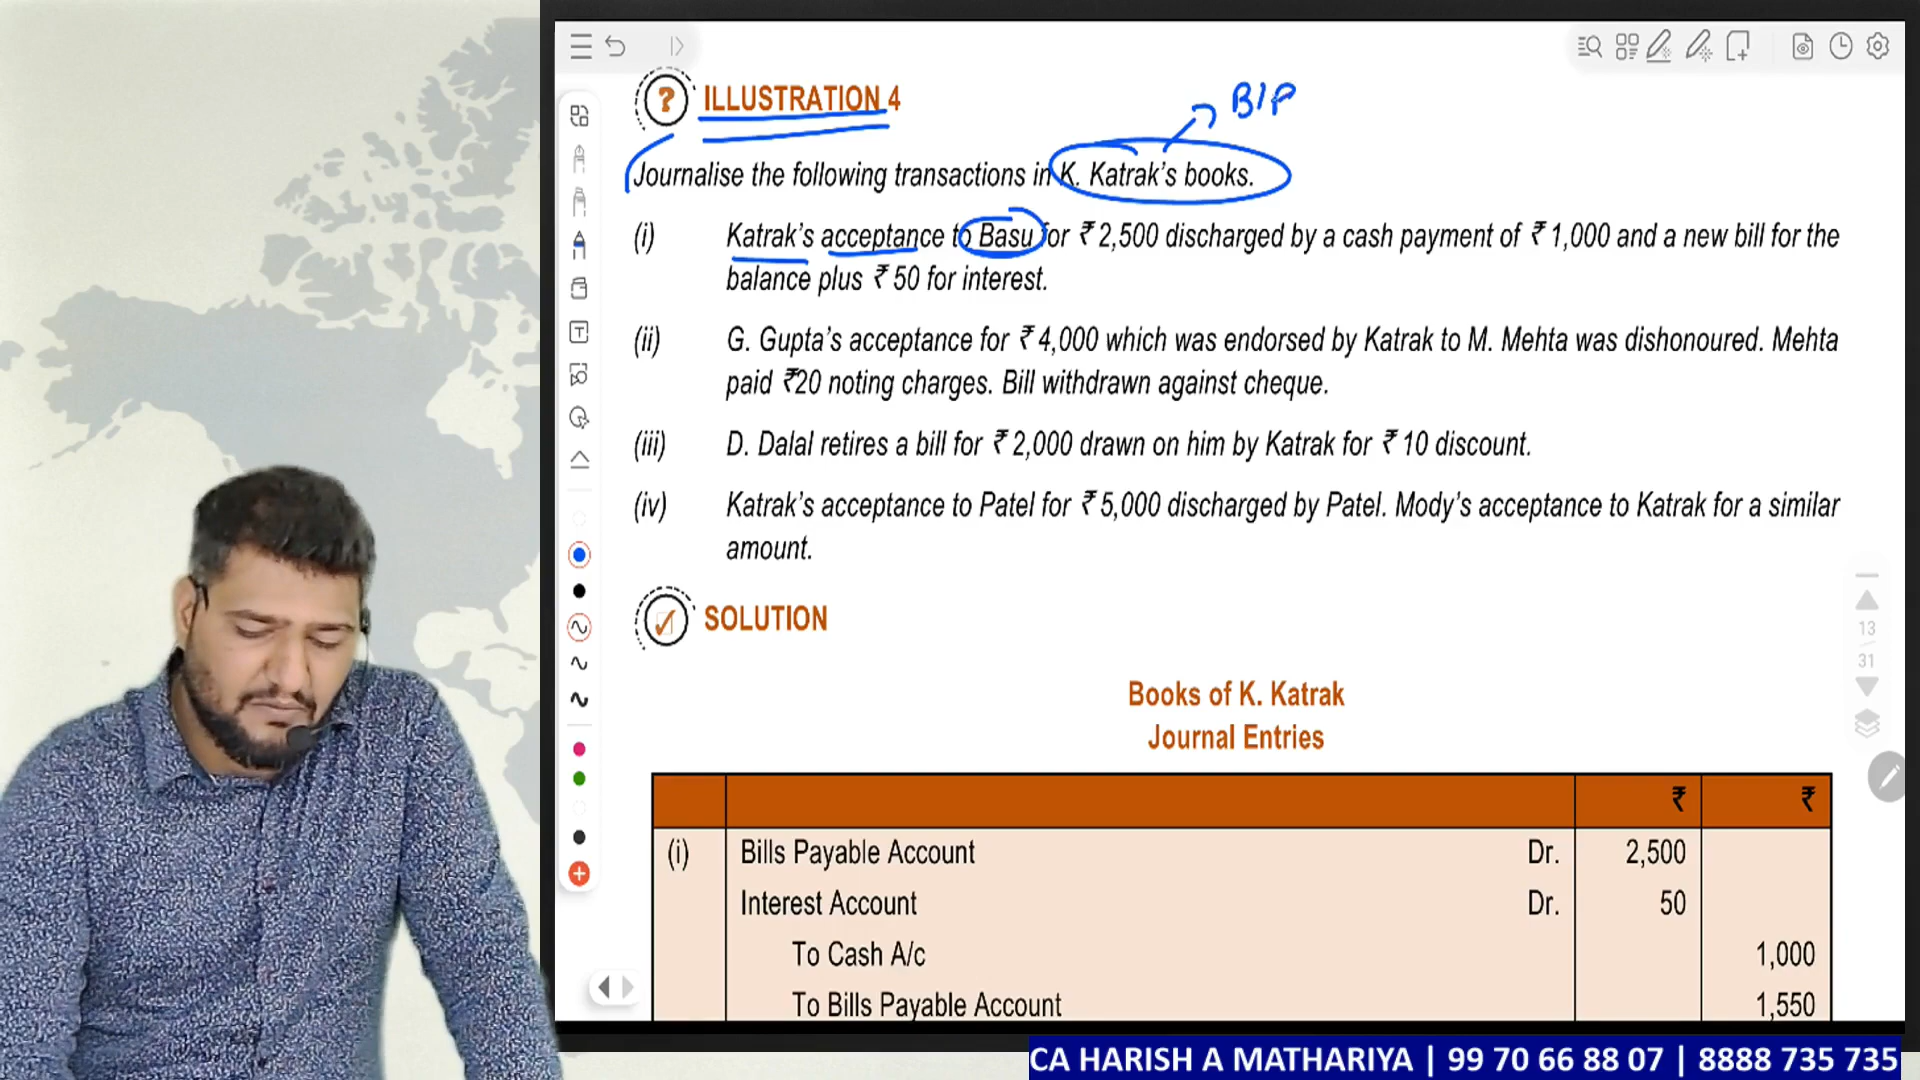 B/P
? ILLUSTRATION 4
Journalise the following transactions in K. Katrak's books.
(i) Katrak's acceptance to Basu for ₹ 2,500 discharged by a cash payment of ₹ 1,000 and a new bill for the
balance plus ₹ 50 for interest.
(ii) G. Gupta's acceptance for ₹ 4,000 which was endorsed by Katrak to M. Mehta was dishonoured. Mehta
paid ₹20 noting charges. Bill withdrawn against cheque.
(iii) D. Dalal retires a bill for ₹ 2,000 drawn on him by Katrak for ₹ 10 discount.
(iv) Katrak's acceptance to Patel for ₹ 5,000 discharged by Patel. Mody's acceptance to Katrak for a similar
amount.
SOLUTION
Books of K. Katrak
Journal Entries
₹ ₹
(i) Bills Payable Account Dr. 2,500
Interest Account Dr. 50
To Cash A/c 1,000
To Bills Payable Account 1,550
13
31
CA HARISH A MATHARIYA | 99 70 66 88 07 | 8888 735 735